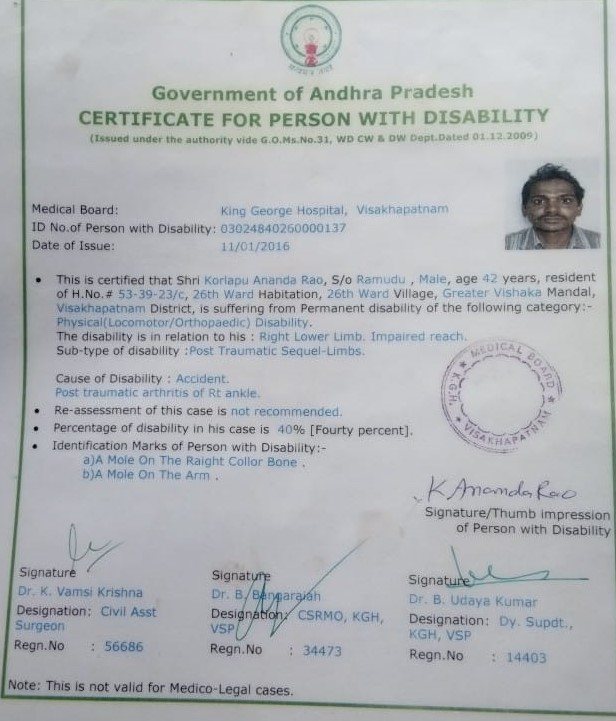 Government of Andhra Pradesh
CERTIFICATE FOR PERSON WITH DISABILITY
(Issued under the authority vide G.O.Ms.No.31, WD CW & DW Dept.Dated 01.12.2009)
Medical Board: King George Hospital, Visakhapatnam
ID No.of Person with Disability: 03024840260000137
Date of Issue: 11/01/2016
• This is certified that Shri Korlapu Ananda Rao, S/o Ramudu , Male, age 42 years, resident
of H.No.# 53-39-23/c, 26th Ward Habitation, 26th Ward Village, Greater Vishaka Mandal,
Visakhapatnam District, is suffering from Permanent disability of the following category:-
Physical(Locomotor/Orthopaedic) Disability.
The disability is in relation to his : Right Lower Limb. Impaired reach.
Sub-type of disability :Post Traumatic Sequel-Limbs.
Cause of Disability : Accident.
Post traumatic arthritis of Rt ankle.
• Re-assessment of this case is not recommended.
• Percentage of disability in his case is 40% [Fourty percent].
• Identification Marks of Person with Disability:-
a)A Mole On The Raight Collor Bone .
b)A Mole On The Arm .
★ MEDICAL BOARD ★
K.G.H.
VISAKHAPATNAM
K Ananda Rao
Signature/Thumb impression
of Person with Disability
Signature
Dr. K. Vamsi Krishna
Designation: Civil Asst
Surgeon
Regn.No : 56686
Signature
Dr. B. Bangaraiah
Designation: CSRMO, KGH,
VSP
Regn.No : 34473
Signature
Dr. B. Udaya Kumar
Designation: Dy. Supdt.,
KGH, VSP
Regn.No : 14403
Note: This is not valid for Medico-Legal cases.